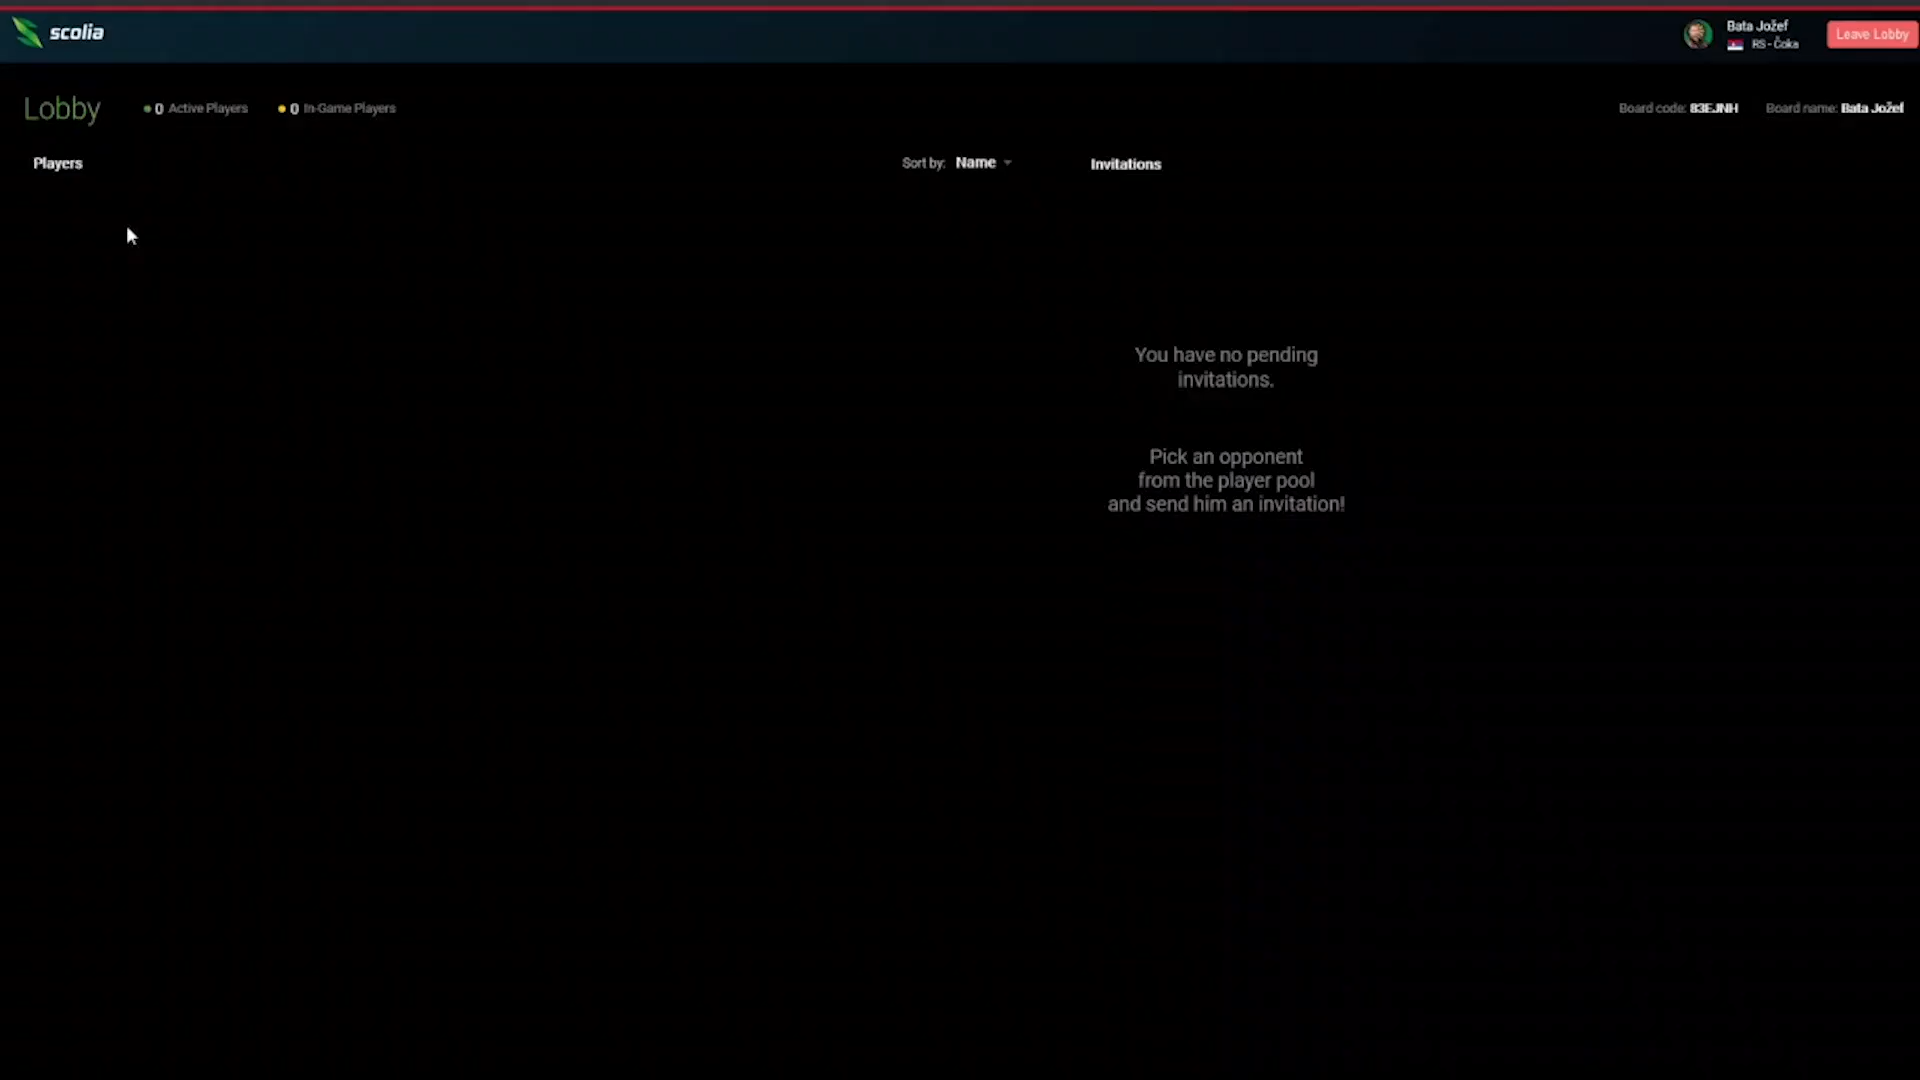 scolia
Bata Jožef
RS - Čoka
Leave Lobby
Lobby
0 Active Players
0 In-Game Players
Board code: 83EJNH
Board name: Bata Jožef
Players
Sort by: Name
Invitations
You have no pending
invitations.
Pick an opponent
from the player pool
and send him an invitation!